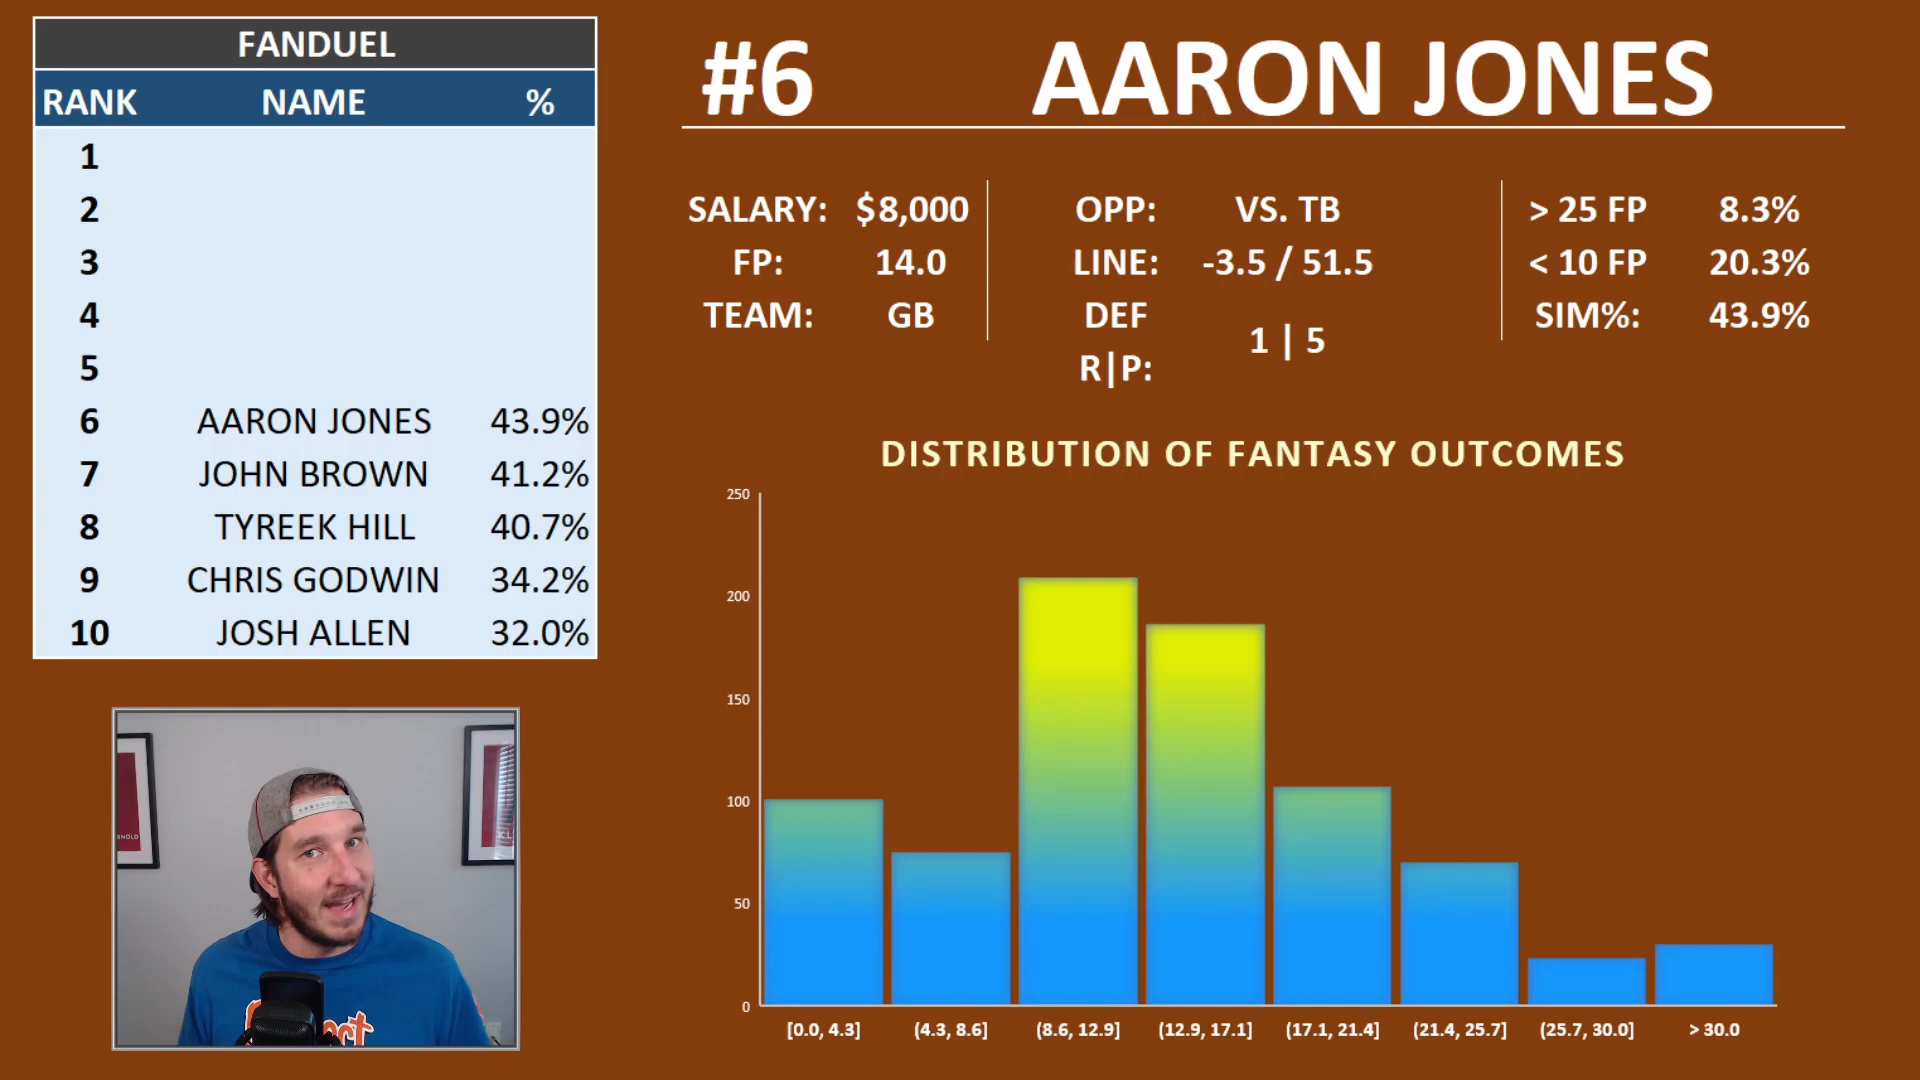 FANDUEL
RANK NAME %
1
2
3
4
5
6 AARON JONES 43.9%
7 JOHN BROWN 41.2%
8 TYREEK HILL 40.7%
9 CHRIS GODWIN 34.2%
10 JOSH ALLEN 32.0%
#6 AARON JONES
SALARY: $8,000
FP: 14.0
TEAM: GB
OPP: VS. TB
LINE: -3.5 / 51.5
DEF
R|P: 1 | 5
> 25 FP 8.3%
< 10 FP 20.3%
SIM%: 43.9%
DISTRIBUTION OF FANTASY OUTCOMES
250
200
150
100
50
0
[0.0, 4.3] (4.3, 8.6] (8.6, 12.9] (12.9, 17.1] (17.1, 21.4] (21.4, 25.7] (25.7, 30.0] > 30.0